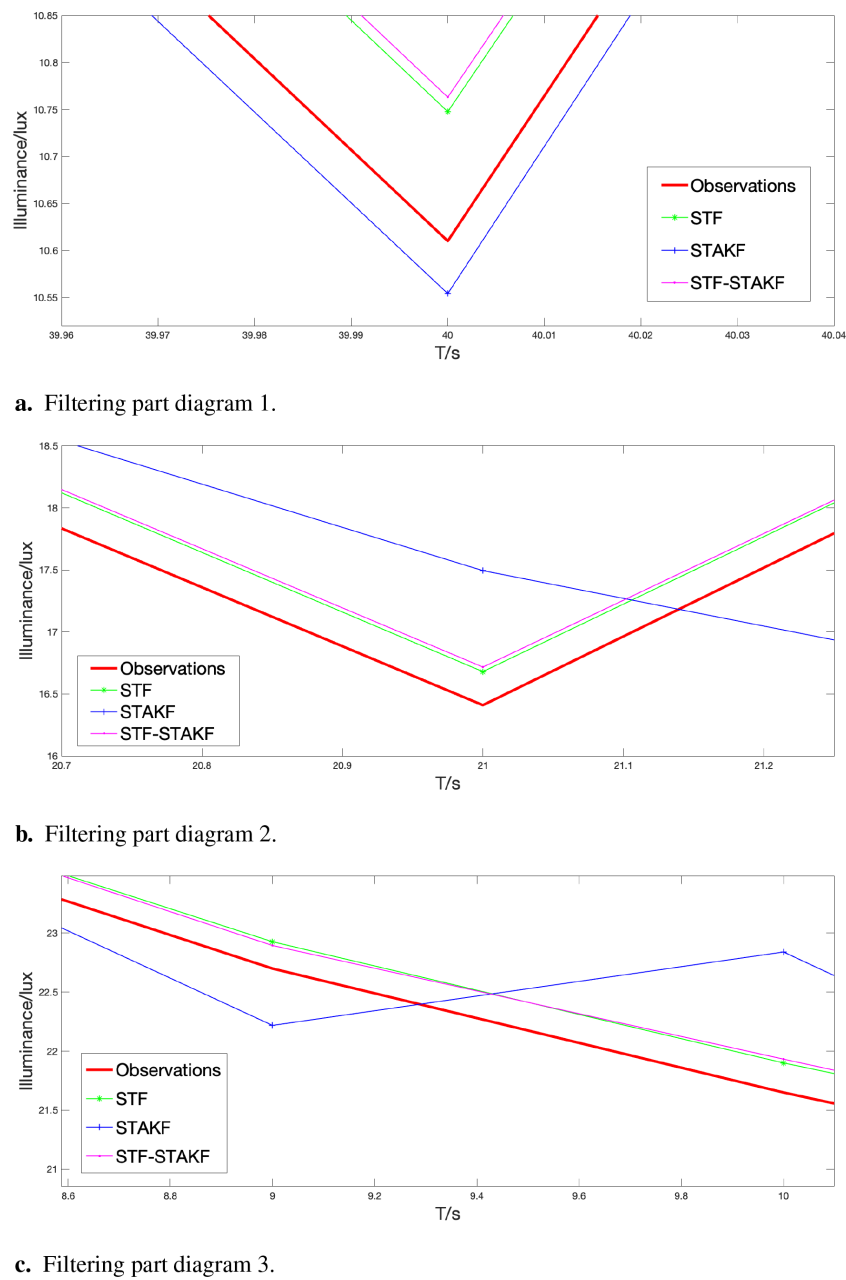 10.85
10.8
10.75
10.7
10.65
10.6
10.55
Illuminance/lux
Observations
STF
STAKF
STF-STAKF
39.96 39.97 39.98 39.99 40 40.01 40.02 40.03 40.04
T/s
a. Filtering part diagram 1.
18.5
18
17.5
17
16.5
16
Illuminance/lux
Observations
STF
STAKF
STF-STAKF
20.7 20.8 20.9 21 21.1 21.2
T/s
b. Filtering part diagram 2.
23
22.5
22
21.5
21
Illuminance/lux
Observations
STF
STAKF
STF-STAKF
8.6 8.8 9 9.2 9.4 9.6 9.8 10
T/s
c. Filtering part diagram 3.